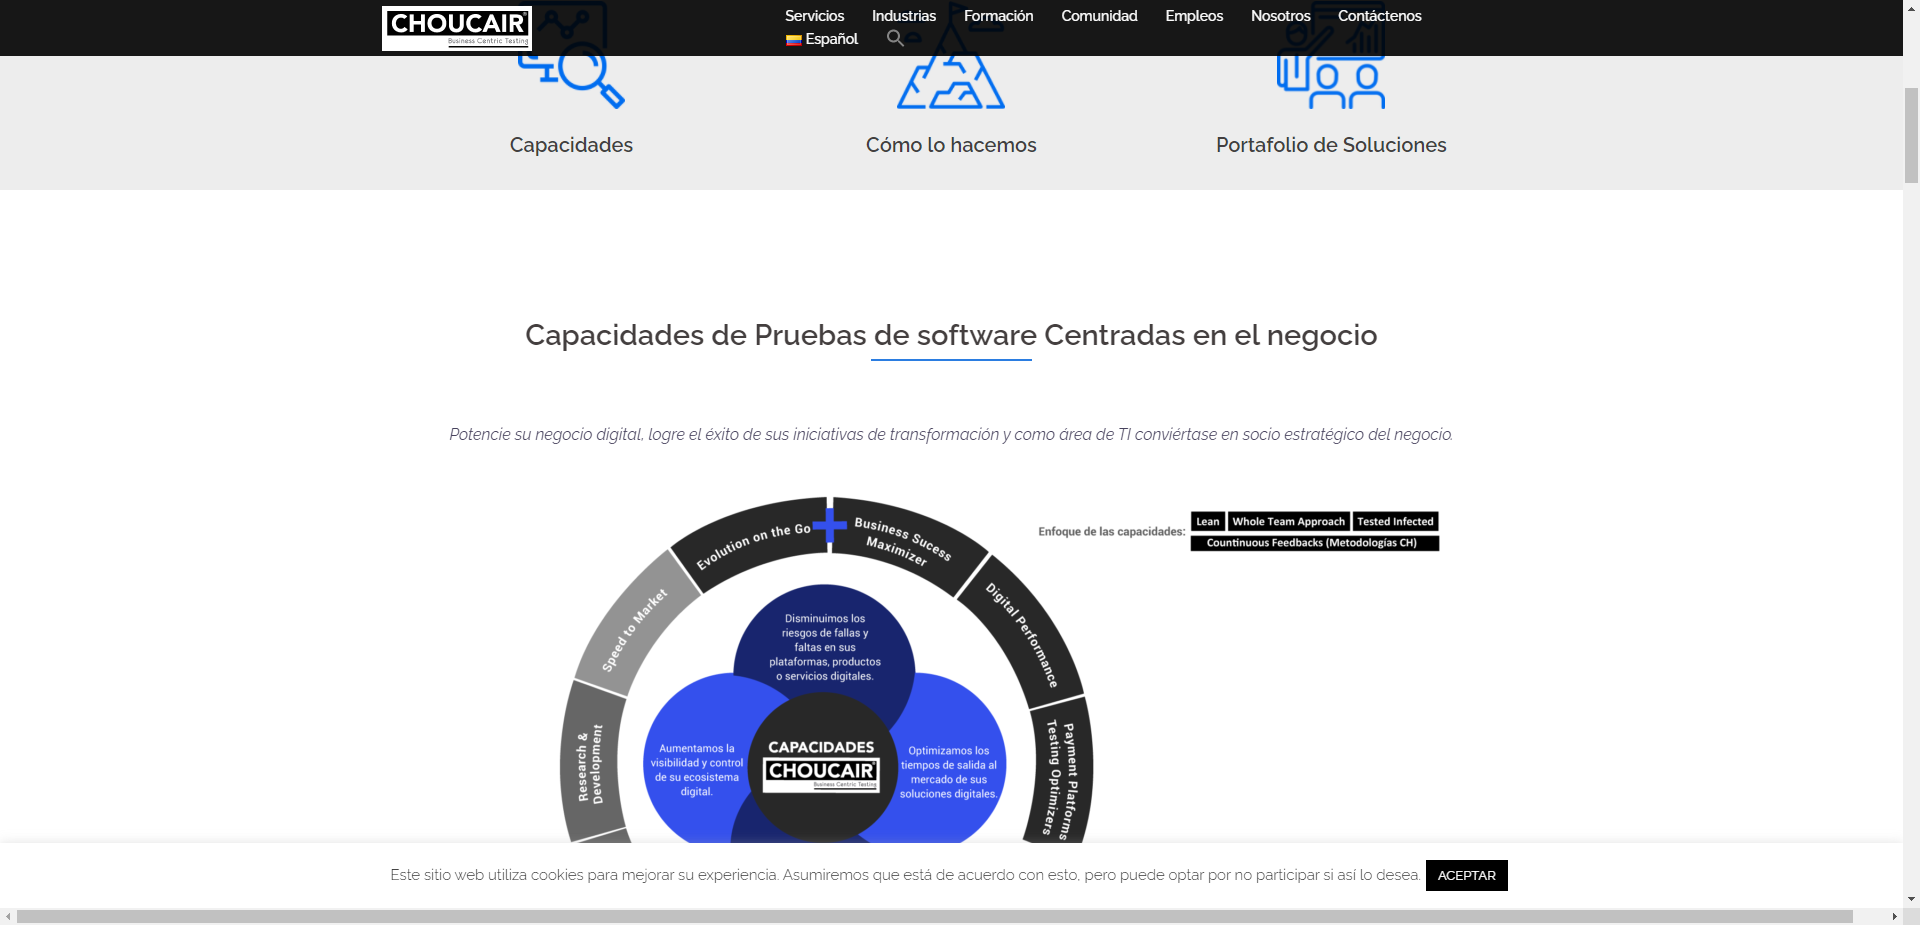 CHOUCAIR
Business Centric Testing
Servicios Industrias Formación Comunidad Empleos Nosotros Contáctenos
Español
Capacidades Cómo lo hacemos Portafolio de Soluciones
Capacidades de Pruebas de software Centradas en el negocio
Potencie su negocio digital, logre el éxito de sus iniciativas de transformación y como área de TI conviértase en socio estratégico del negocio.
Enfoque de las capacidades: Lean Whole Team Approach Tested Infected
Countinuous Feedbacks (Metodologías CH)
Evolution on the Go
Business Sucess
Maximizer
Digital Performance
Payment Platforms
Testing Optimizers
Speed to Market
Research &
Development
Disminuimos los
riesgos de fallas y
faltas en sus
plataformas, productos
o servicios digitales.
Aumentamos la
visibilidad y control
de su ecosistema
digital.
CAPACIDADES
CHOUCAIR
Business Centric Testing
Optimizamos los
tiempos de salida al
mercado de sus
soluciones digitales.
Este sitio web utiliza cookies para mejorar su experiencia. Asumiremos que está de acuerdo con esto, pero puede optar por no participar si así lo desea. ACEPTAR